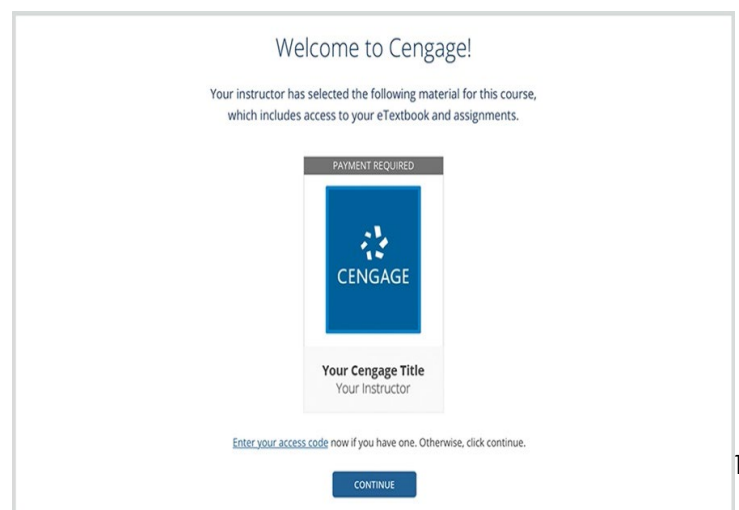 Welcome to Cengage!
Your instructor has selected the following material for this course,
which includes access to your eTextbook and assignments.
PAYMENT REQUIRED
CENGAGE
Your Cengage Title
Your Instructor
Enter your access code now if you have one. Otherwise, click continue.
CONTINUE